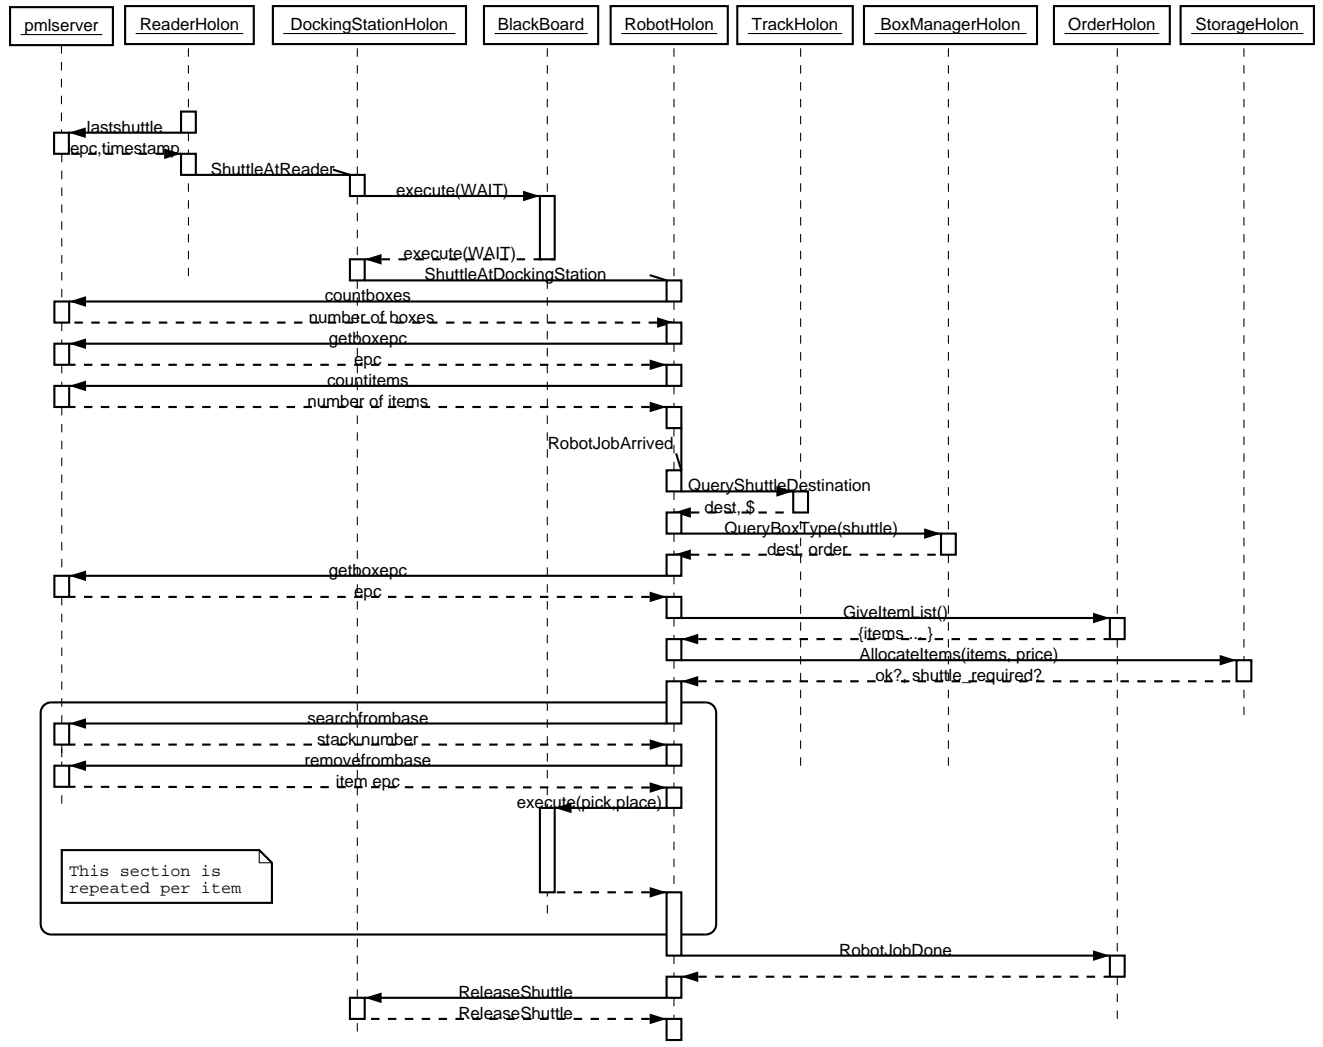 pmlserver
ReaderHolon
DockingStationHolon
BlackBoard
RobotHolon
TrackHolon
BoxManagerHolon
OrderHolon
StorageHolon
lastshuttle
epc,timestamp
ShuttleAtReader
execute(WAIT)
execute(WAIT)
ShuttleAtDockingStation
countboxes
number of boxes
getboxepc
epc
countitems
number of items
RobotJobArrived
QueryShuttleDestination
dest, $
QueryBoxType(shuttle)
dest, order
getboxepc
epc
GiveItemList()
{items ... }
AllocateItems(items, price)
ok?, shuttle_required?
searchfrombase
stack number
removefrombase
item epc
execute(pick,place)
This section is
repeated per item
RobotJobDone
ReleaseShuttle
ReleaseShuttle